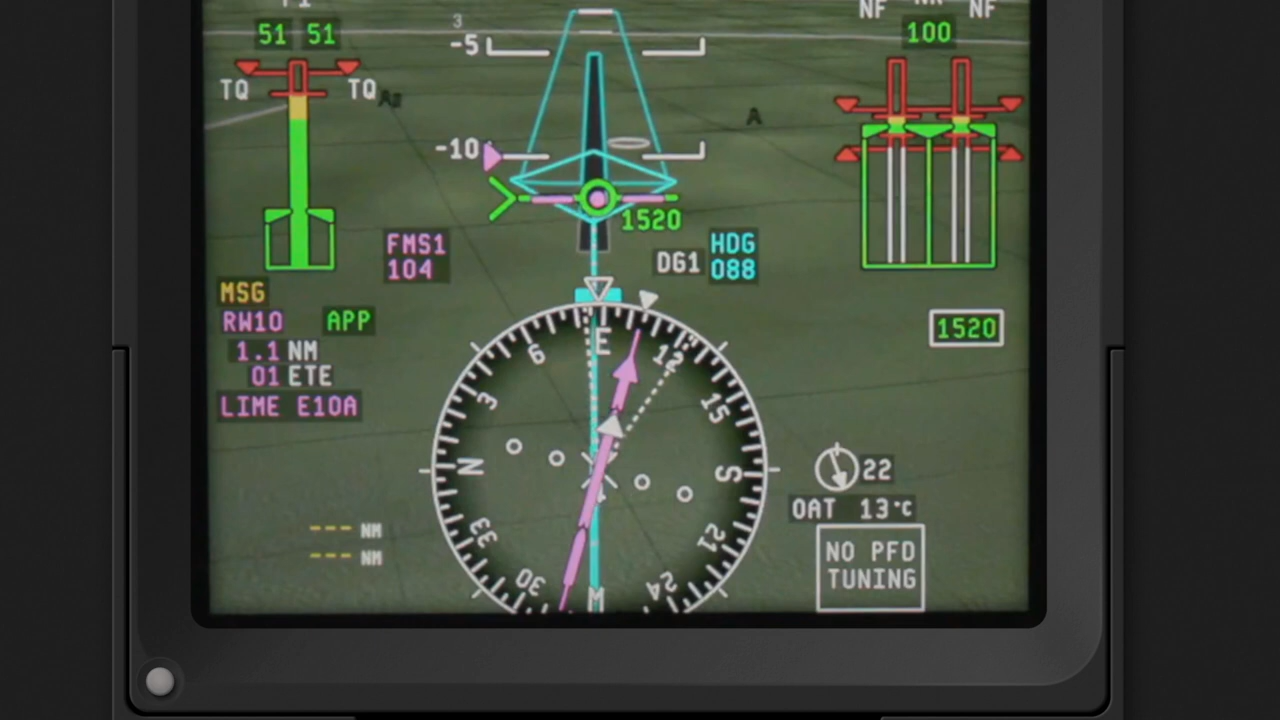 NF NR NF
51 51
100
3
-5
TQ TQ
-10
1520
FMS1
104
DG1
HDG
088
MSG
RW10 APP
1.1 NM
01 ETE
LIME E10A
1520
N 3 6 E 12 15 S 21 24 W 30 33
22
OAT 13°C
--- NM
--- NM
NO PFD
TUNING